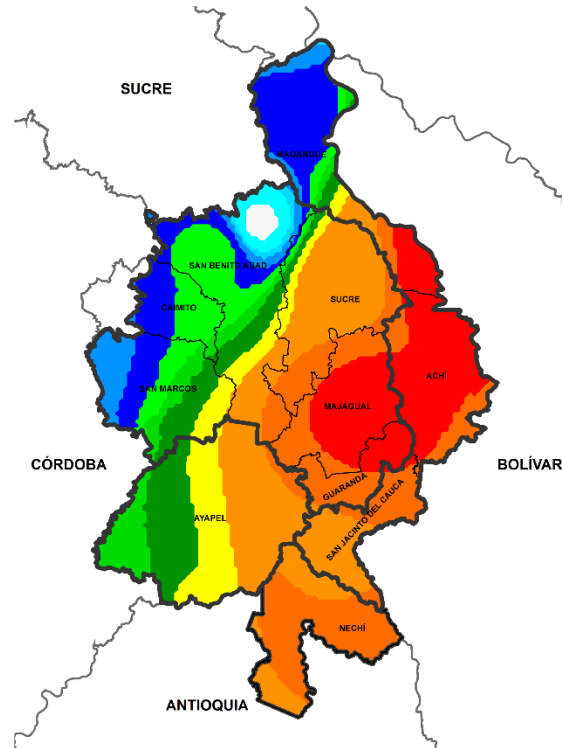 SUCRE
MAGANGUÉ
SAN BENITO ABAD
CAIMITO
SUCRE
ACHÍ
SAN MARCOS
MAJAGUAL
CÓRDOBA
BOLÍVAR
GUARANDA
SAN JACINTO DEL CAUCA
AYAPEL
NECHÍ
ANTIOQUIA